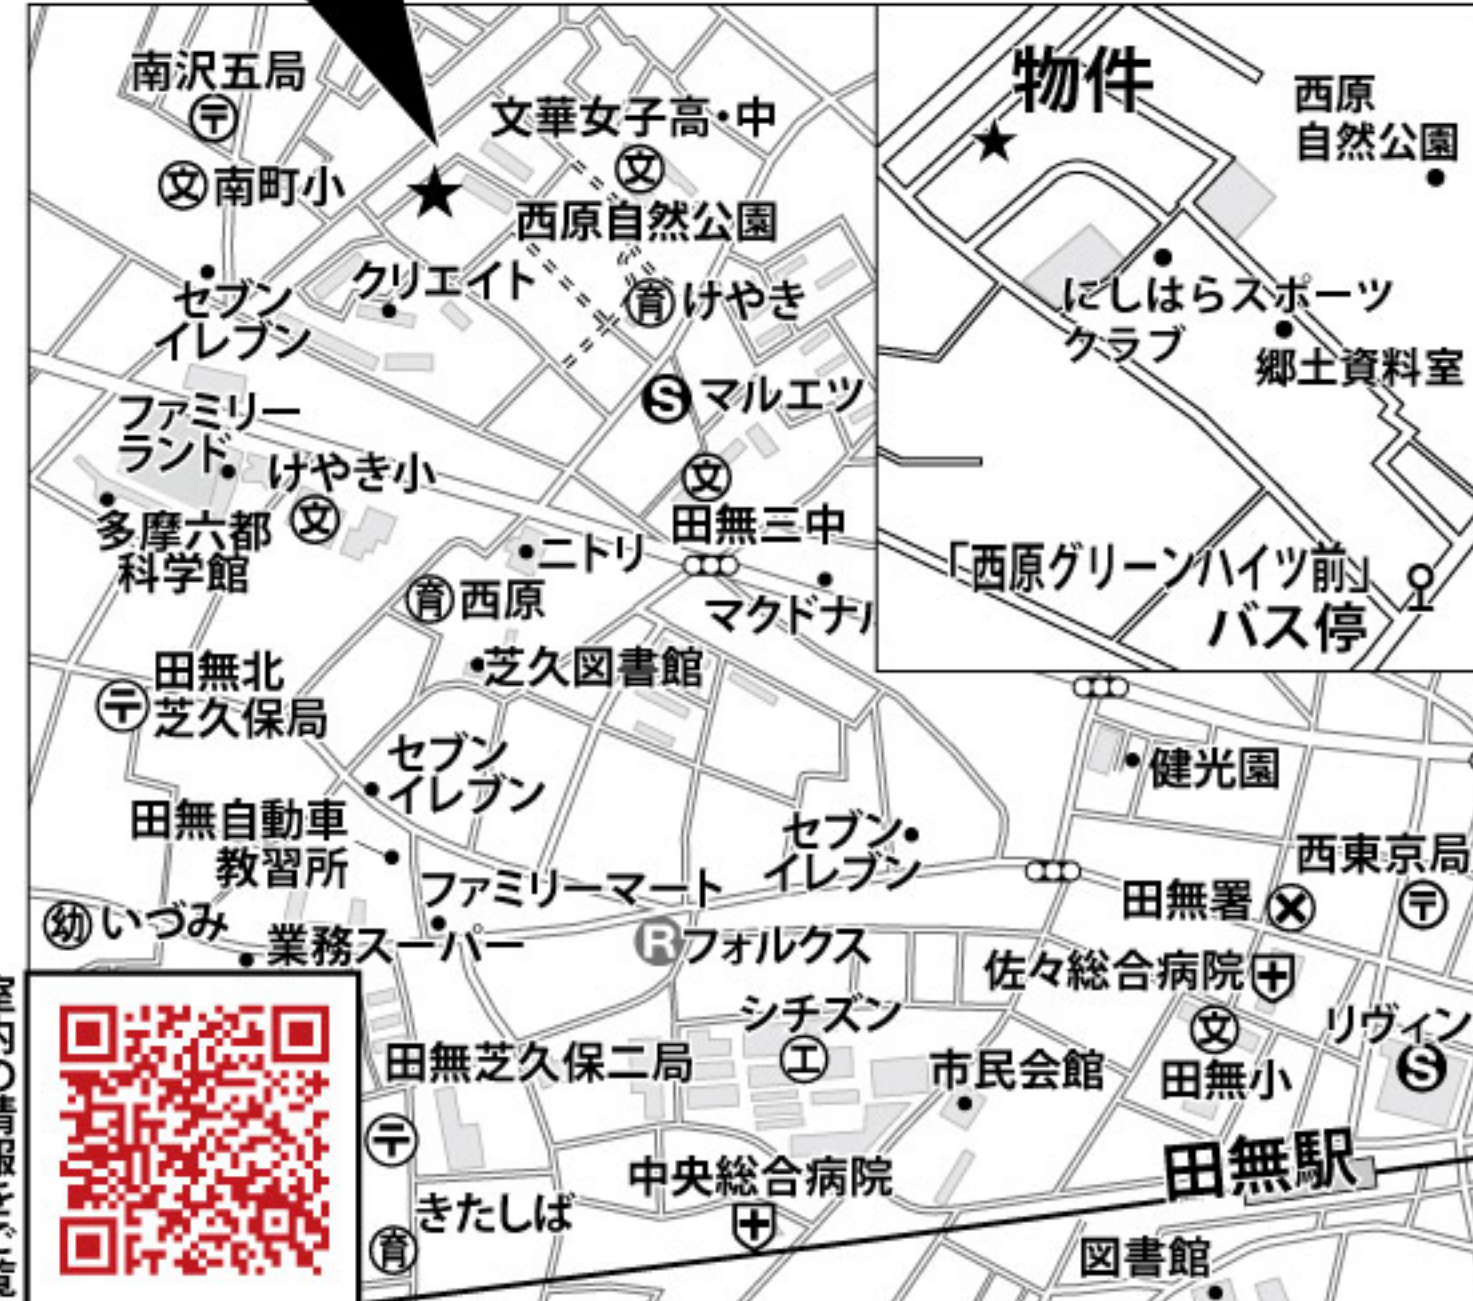 南沢五局
〒
文 南町小
文華女子高・中
文
西原自然公園
クリエイト
セブン
イレブン
育 けやき
S マルエツ
ファミリー
ランド
けやき小
文
文
田無三中
多摩六都
科学館
ニトリ
育 西原
マクドナル
芝久図書館
田無北
〒 芝久保局
セブン
イレブン
田無自動車
教習所
セブン
イレブン
ファミリーマート
幼 いづみ
業務スーパー
R フォルクス
シチズン
工
田無芝久保二局
〒
市民会館
中央総合病院
きたしば
育
物件
西原
自然公園
にしはらスポーツ
クラブ
郷土資料室
「西原グリーンハイツ前」
バス停
健光園
西東京局
〒
田無署
佐々総合病院
文
田無小
リヴィン
S
田無駅
図書館